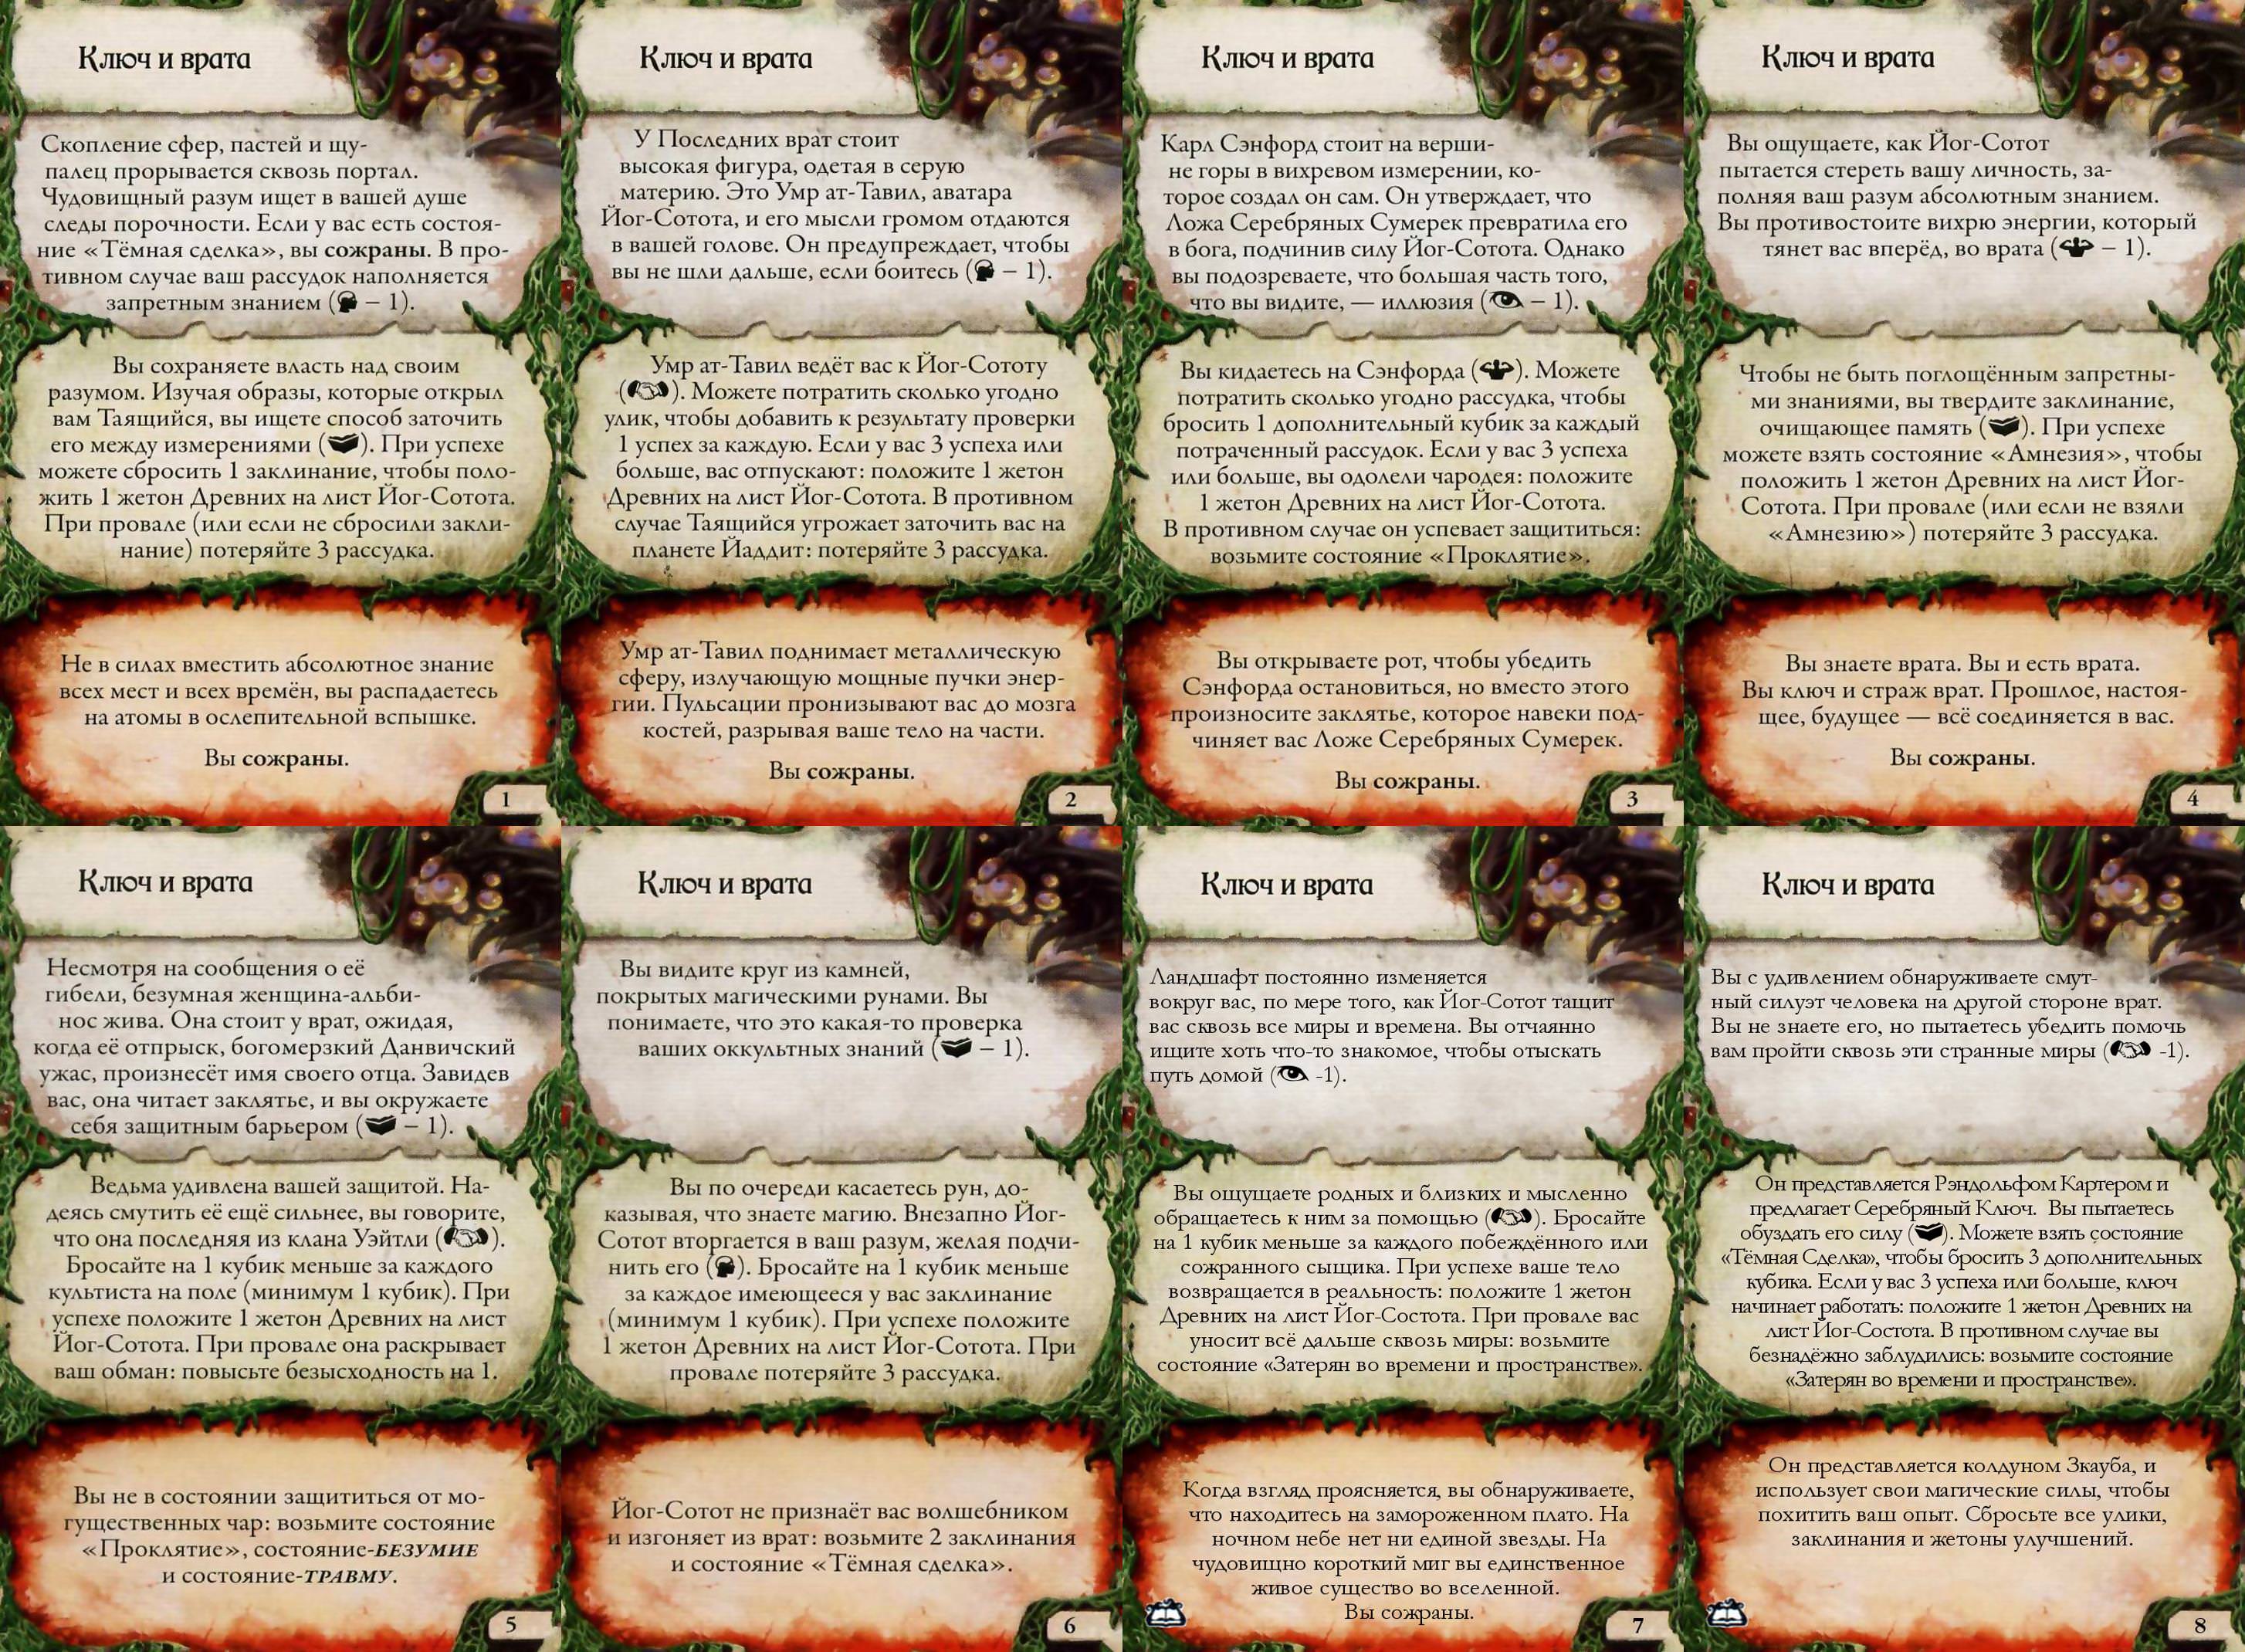 Ключ и врата
Скопление сфер, пастей и щу-
палец прорывается сквозь портал.
Чудовищный разум ищет в вашей душе
следы порочности. Если у вас есть состоя-
ние «Тёмная сделка», вы сожраны. В про-
тивном случае ваш рассудок наполняется
запретным знанием ( – 1).
Вы сохраняете власть над своим
разумом. Изучая образы, которые открыл
вам Таящийся, вы ищете способ заточить
его между измерениями ( ). При успехе
можете сбросить 1 заклинание, чтобы поло-
жить 1 жетон Древних на лист Йог-Сотота.
При провале (или если не сбросили закли-
нание) потеряйте 3 рассудка.
Не в силах вместить абсолютное знание
всех мест и всех времён, вы распадаетесь
на атомы в ослепительной вспышке.
Вы сожраны.
1
Ключ и врата
У Последних врат стоит
высокая фигура, одетая в серую
материю. Это Умр ат-Тавил, аватара
Йог-Сотота, и его мысли громом отдаются
в вашей голове. Он предупреждает, чтобы
вы не шли дальше, если боитесь ( – 1).
Умр ат-Тавил ведёт вас к Йог-Сототу
( ). Можете потратить сколько угодно
улик, чтобы добавить к результату проверки
1 успех за каждую. Если у вас 3 успеха или
больше, вас отпускают: положите 1 жетон
Древних на лист Йог-Сотота. В противном
случае Таящийся угрожает заточить вас на
планете Йаддит: потеряйте 3 рассудка.
Умр ат-Тавил поднимает металлическую
сферу, излучающую мощные пучки энер-
гии. Пульсации пронизывают вас до мозга
костей, разрывая ваше тело на части.
Вы сожраны.
2
Ключ и врата
Карл Сэнфорд стоит на верши-
не горы в вихревом измерении, ко-
торое создал он сам. Он утверждает, что
Ложа Серебряных Сумерек превратила его
в бога, подчинив силу Йог-Сотота. Однако
вы подозреваете, что большая часть того,
что вы видите, — иллюзия ( – 1).
Вы кидаетесь на Сэнфорда ( ). Можете
потратить сколько угодно рассудка, чтобы
бросить 1 дополнительный кубик за каждый
потраченный рассудок. Если у вас 3 успеха
или больше, вы одолели чародея: положите
1 жетон Древних на лист Йог-Сотота.
В противном случае он успевает защититься:
возьмите состояние «Проклятие».
Вы открываете рот, чтобы убедить
Сэнфорда остановиться, но вместо этого
произносите заклятье, которое навеки под-
чиняет вас Ложе Серебряных Сумерек.
Вы сожраны.
3
Ключ и врата
Вы ощущаете, как Йог-Сотот
пытается стереть вашу личность, за-
полняя ваш разум абсолютным знанием.
Вы противостоите вихрю энергии, который
тянет вас вперёд, во врата ( – 1).
Чтобы не быть поглощённым запретны-
ми знаниями, вы твердите заклинание,
очищающее память ( ). При успехе
можете взять состояние «Амнезия», чтобы
положить 1 жетон Древних на лист Йог-
Сотота. При провале (или если не взяли
«Амнезию») потеряйте 3 рассудка.
Вы знаете врата. Вы и есть врата.
Вы ключ и страж врат. Прошлое, настоя-
щее, будущее — всё соединяется в вас.
Вы сожраны.
4
Ключ и врата
Несмотря на сообщения о её
гибели, безумная женщина-альби-
нос жива. Она стоит у врат, ожидая,
когда её отпрыск, богомерзкий Данвичский
ужас, произнесёт имя своего отца. Завидев
вас, она читает заклятье, и вы окружаете
себя защитным барьером ( – 1).
Ведьма удивлена вашей защитой. На-
деясь смутить её ещё сильнее, вы говорите,
что она последняя из клана Уэйтли ( ).
Бросайте на 1 кубик меньше за каждого
культиста на поле (минимум 1 кубик). При
успехе положите 1 жетон Древних на лист
Йог-Сотота. При провале она раскрывает
ваш обман: повысьте безысходность на 1.
Вы не в состоянии защититься от мо-
гущественных чар: возьмите состояние
«Проклятие», состояние-БЕЗУМИЕ
и состояние-ТРАВМУ.
5
Ключ и врата
Вы видите круг из камней,
покрытых магическими рунами. Вы
понимаете, что это какая-то проверка
ваших оккультных знаний ( – 1).
Вы по очереди касаетесь рун, до-
казывая, что знаете магию. Внезапно Йог-
Сотот вторгается в ваш разум, желая подчи-
нить его ( ). Бросайте на 1 кубик меньше
за каждое имеющееся у вас заклинание
(минимум 1 кубик). При успехе положите
1 жетон Древних на лист Йог-Сотота. При
провале потеряйте 3 рассудка.
Йог-Сотот не признаёт вас волшебником
и изгоняет из врат: возьмите 2 заклинания
и состояние «Тёмная сделка».
6
Ключ и врата
Ландшафт постоянно изменяется
вокруг вас, по мере того, как Йог-Сотот тащит
вас сквозь все миры и времена. Вы отчаянно
ищите хоть что-то знакомое, чтобы отыскать
путь домой ( -1).
Вы ощущаете родных и близких и мысленно
обращаетесь к ним за помощью ( ). Бросайте
на 1 кубик меньше за каждого побеждённого или
сожранного сыщика. При успехе ваше тело
возвращается в реальность: положите 1 жетон
Древних на лист Йог-Состота. При провале вас
уносит всё дальше сквозь миры: возьмите
состояние «Затерян во времени и пространстве».
Когда взгляд проясняется, вы обнаруживаете,
что находитесь на замороженном плато. На
ночном небе нет ни единой звезды. На
чудовищно короткий миг вы единственное
живое существо во вселенной.
Вы сожраны.
7
Ключ и врата
Вы с удивлением обнаруживаете смут-
ный силуэт человека на другой стороне врат.
Вы не знаете его, но пытаетесь убедить помочь
вам пройти сквозь эти странные миры ( -1).
Он представляется Рэндольфом Картером и
предлагает Серебряный Ключ. Вы пытаетесь
обуздать его силу ( ). Можете взять состояние
«Тёмная Сделка», чтобы бросить 3 дополнительных
кубика. Если у вас 3 успеха или больше, ключ
начинает работать: положите 1 жетон Древних на
лист Йог-Состота. В противном случае вы
безнадёжно заблудились: возьмите состояние
«Затерян во времени и пространстве».
Он представляется колдуном Зкауба, и
использует свои магические силы, чтобы
похитить ваш опыт. Сбросьте все улики,
заклинания и жетоны улучшений.
8